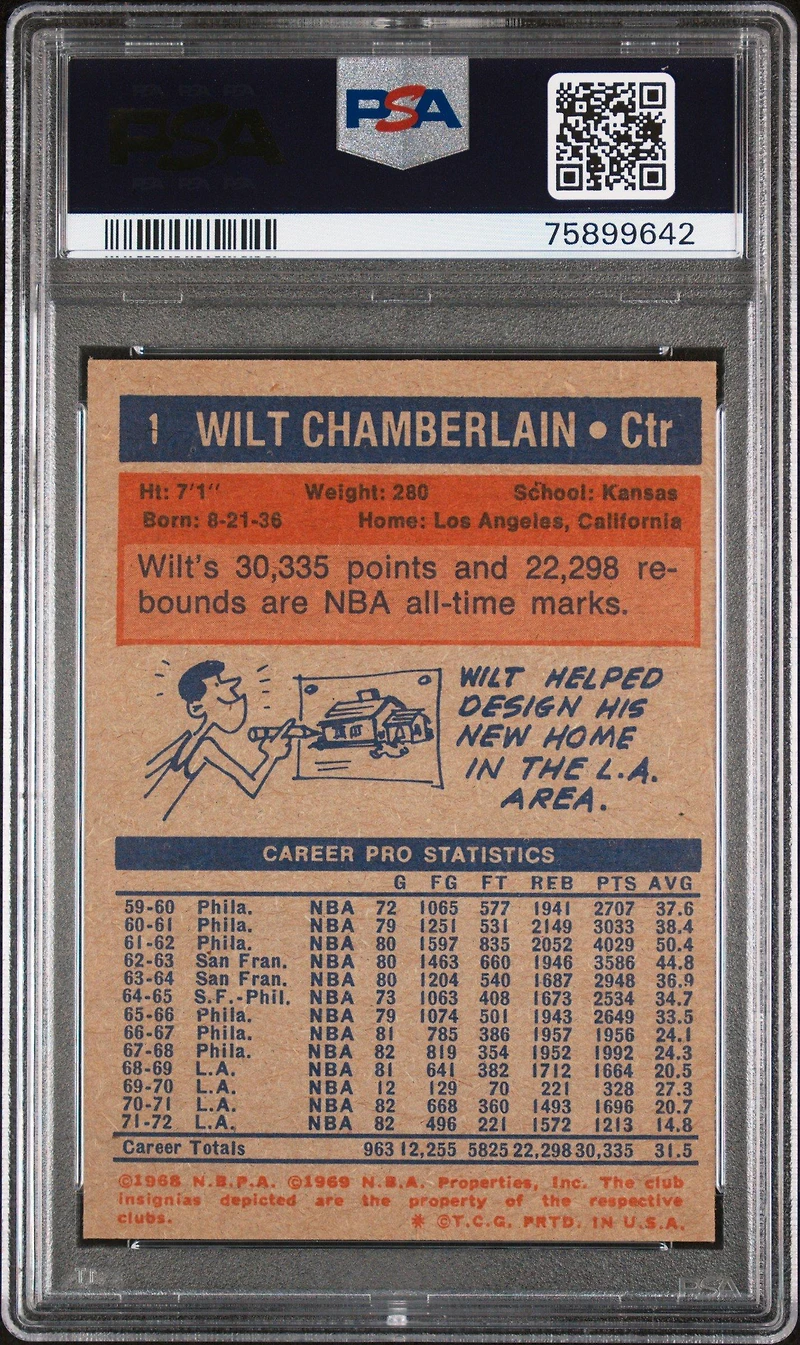 PSA
75899642
1 WILT CHAMBERLAIN • Ctr
Ht: 7'1'' Weight: 280 School: Kansas
Born: 8-21-36 Home: Los Angeles, California
Wilt's 30,335 points and 22,298 re-
bounds are NBA all-time marks.
WILT HELPED
DESIGN HIS
NEW HOME
IN THE L.A.
AREA.
CAREER PRO STATISTICS
G FG FT REB PTS AVG
59-60 Phila. NBA 72 1065 577 1941 2707 37.6
60-61 Phila. NBA 79 1251 531 2149 3033 38.4
61-62 Phila. NBA 80 1597 835 2052 4029 50.4
62-63 San Fran. NBA 80 1463 660 1946 3586 44.8
63-64 San Fran. NBA 80 1204 540 1687 2948 36.9
64-65 S.F.-Phil. NBA 73 1063 408 1673 2534 34.7
65-66 Phila. NBA 79 1074 501 1943 2649 33.5
66-67 Phila. NBA 81 785 386 1957 1956 24.1
67-68 Phila. NBA 82 819 354 1952 1992 24.3
68-69 L.A. NBA 81 641 382 1712 1664 20.5
69-70 L.A. NBA 12 129 70 221 328 27.3
70-71 L.A. NBA 82 668 360 1493 1696 20.7
71-72 L.A. NBA 82 496 221 1572 1213 14.8
Career Totals 963 12,255 5825 22,298 30,335 31.5
©1968 N.B.P.A. ©1969 N.B.A. Properties, Inc. The club
insignias depicted are the property of the respective
clubs. * ©T.C.G. PRTD. IN U.S.A.
PSA